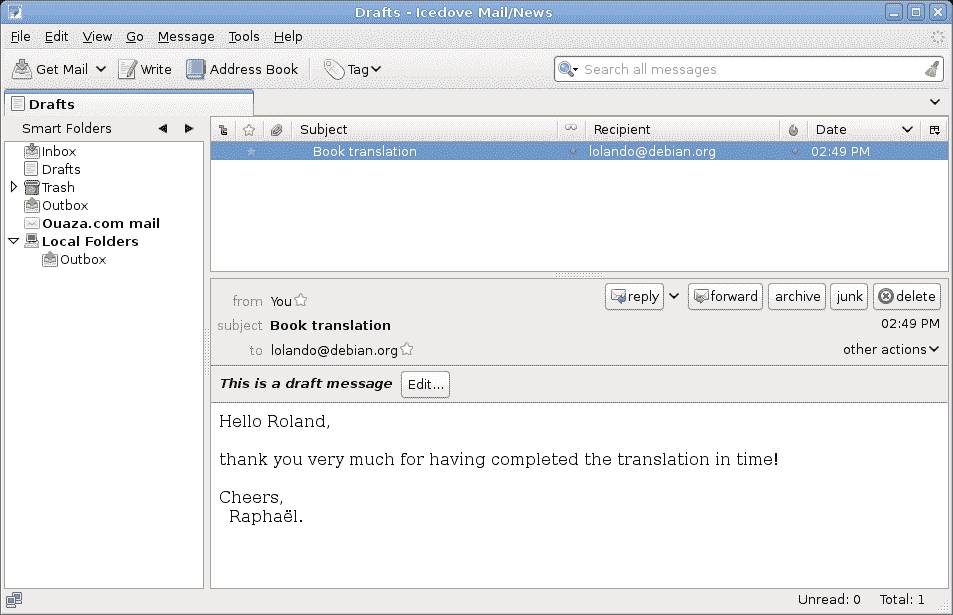 Drafts - Icedove Mail/News
File Edit View Go Message Tools Help
Get Mail Write Address Book Tag Search all messages
Drafts
Smart Folders
Inbox
Drafts
Trash
Outbox
Ouaza.com mail
Local Folders
Outbox
Subject Recipient Date
Book translation lolando@debian.org 02:49 PM
from You reply forward archive junk delete
subject Book translation 02:49 PM
to lolando@debian.org other actions
This is a draft message Edit...
Hello Roland,
thank you very much for having completed the translation in time!
Cheers,
Raphaël.
Unread: 0 Total: 1